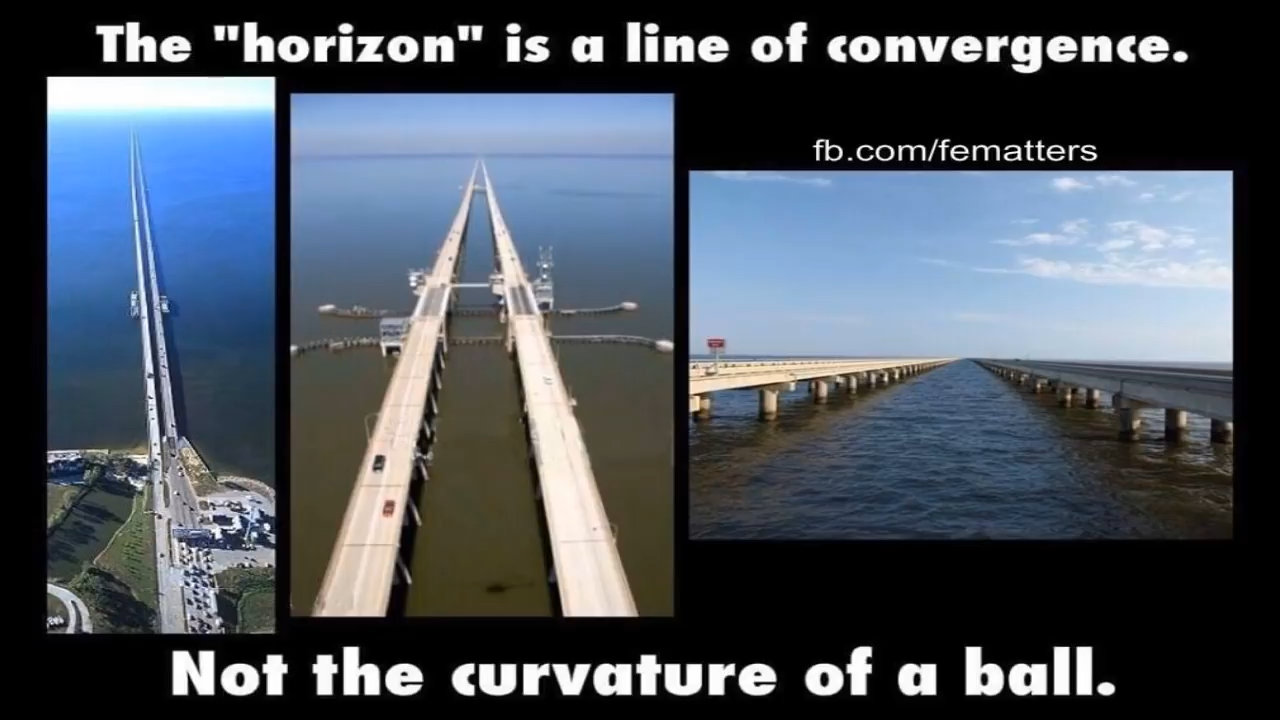 The "horizon" is a line of convergence.
fb.com/fematters
Not the curvature of a ball.